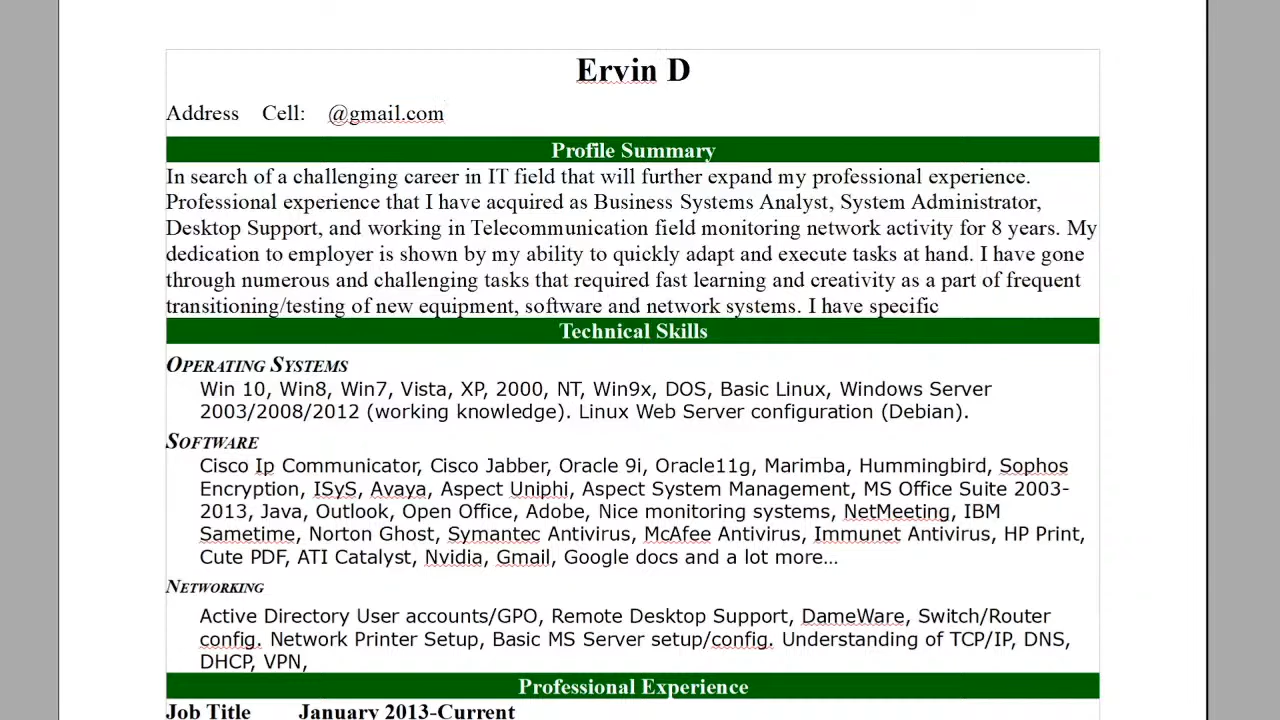 Ervin D
Address Cell: @gmail.com
Profile Summary
In search of a challenging career in IT field that will further expand my professional experience.
Professional experience that I have acquired as Business Systems Analyst, System Administrator,
Desktop Support, and working in Telecommunication field monitoring network activity for 8 years. My
dedication to employer is shown by my ability to quickly adapt and execute tasks at hand. I have gone
through numerous and challenging tasks that required fast learning and creativity as a part of frequent
transitioning/testing of new equipment, software and network systems. I have specific
Technical Skills
OPERATING SYSTEMS
Win 10, Win8, Win7, Vista, XP, 2000, NT, Win9x, DOS, Basic Linux, Windows Server
2003/2008/2012 (working knowledge). Linux Web Server configuration (Debian).
SOFTWARE
Cisco Ip Communicator, Cisco Jabber, Oracle 9i, Oracle11g, Marimba, Hummingbird, Sophos
Encryption, ISyS, Avaya, Aspect Uniphi, Aspect System Management, MS Office Suite 2003-
2013, Java, Outlook, Open Office, Adobe, Nice monitoring systems, NetMeeting, IBM
Sametime, Norton Ghost, Symantec Antivirus, McAfee Antivirus, Immunet Antivirus, HP Print,
Cute PDF, ATI Catalyst, Nvidia, Gmail, Google docs and a lot more…
NETWORKING
Active Directory User accounts/GPO, Remote Desktop Support, DameWare, Switch/Router
config. Network Printer Setup, Basic MS Server setup/config. Understanding of TCP/IP, DNS,
DHCP, VPN,
Professional Experience
Job Title January 2013-Current